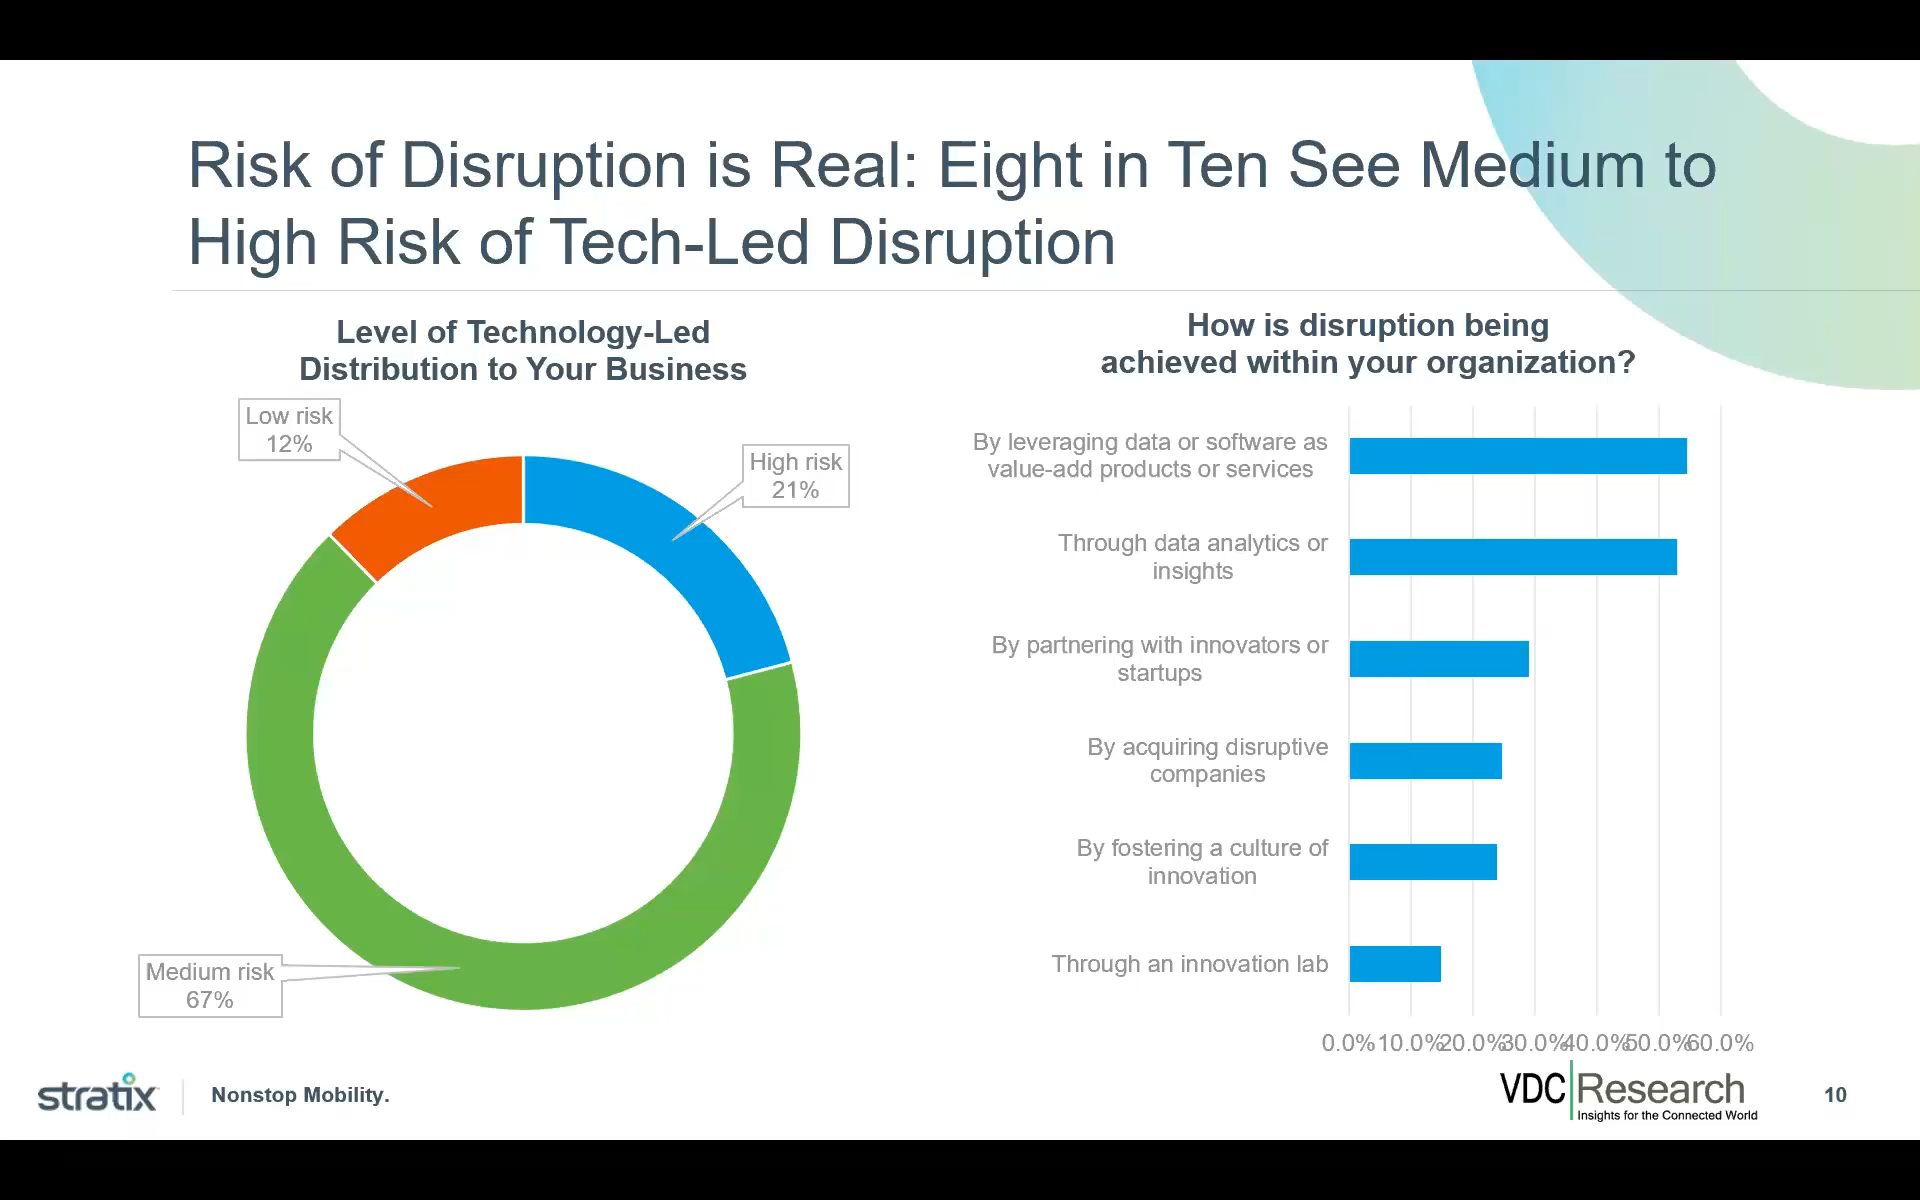 Risk of Disruption is Real: Eight in Ten See Medium to
High Risk of Tech-Led Disruption
Level of Technology-Led
Distribution to Your Business
Low risk
12%
High risk
21%
Medium risk
67%
How is disruption being
achieved within your organization?
By leveraging data or software as
value-add products or services
Through data analytics or
insights
By partnering with innovators or
startups
By acquiring disruptive
companies
By fostering a culture of
innovation
Through an innovation lab
0.0% 10.0% 20.0% 30.0% 40.0% 50.0% 60.0%
stratix
Nonstop Mobility.
VDC Research
Insights for the Connected World
10